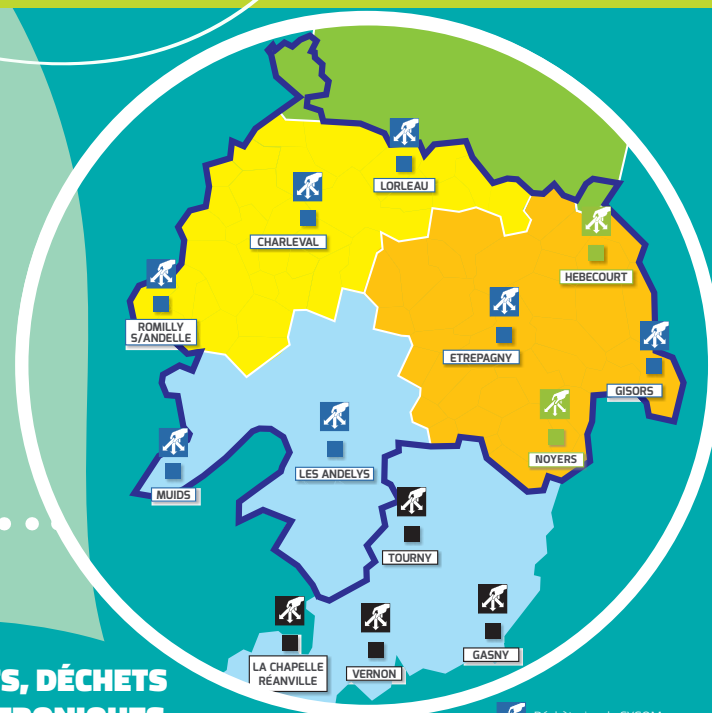 LORLEAU
CHARLEVAL
HEBECOURT
ROMILLY
S/ANDELLE
ETREPAGNY
GISORS
NOYERS
LES ANDELYS
MUIDS
TOURNY
GASNY
LA CHAPELLE
RÉANVILLE
VERNON
S, DÉCHETS